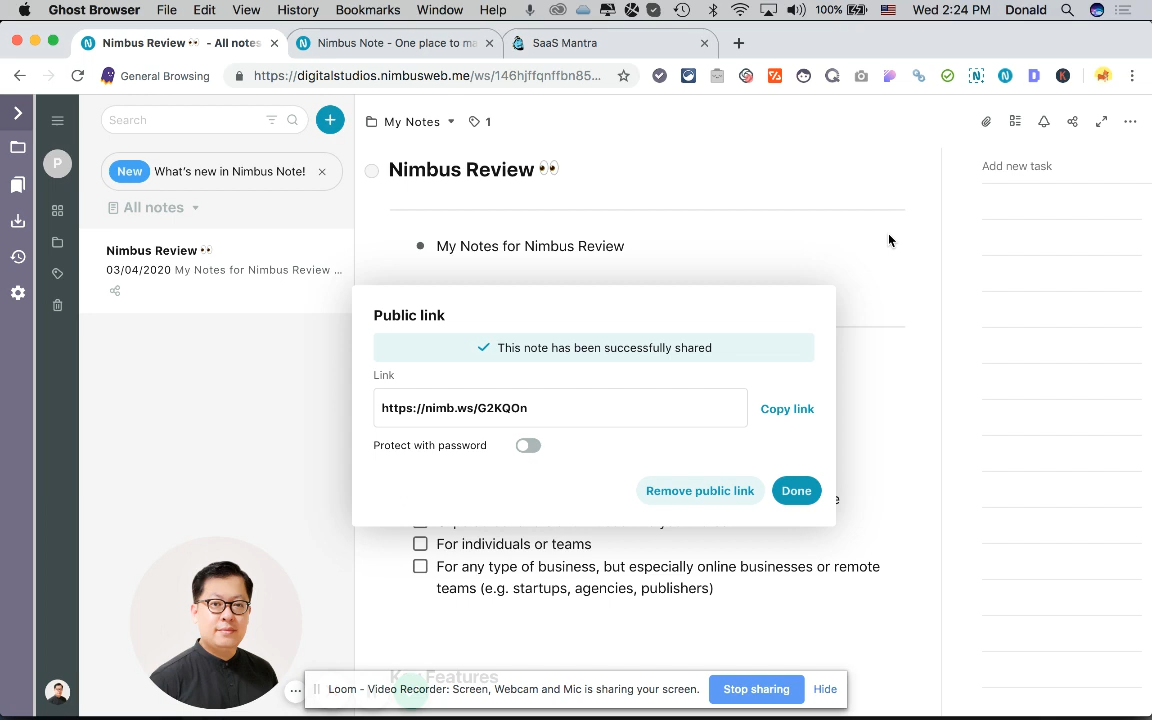 Ghost Browser File Edit View History Bookmarks Window Help 100% Wed 2:24 PM Donald
Nimbus Review 👀 - All notes
Nimbus Note - One place to ma
SaaS Mantra
General Browsing
https://digitalstudios.nimbusweb.me/ws/146hjffqnffbn85...
Search
My Notes
1
P
New What's new in Nimbus Note!
Nimbus Review 👀
Add new task
All notes
Nimbus Review 👀
03/04/2020 My Notes for Nimbus Review ...
My Notes for Nimbus Review
Public link
This note has been successfully shared
Link
https://nimb.ws/G2KQOn
Copy link
Protect with password
Remove public link
Done
For individuals or teams
For any type of business, but especially online businesses or remote
teams (e.g. startups, agencies, publishers)
Key Features
Loom - Video Recorder: Screen, Webcam and Mic is sharing your screen.
Stop sharing
Hide